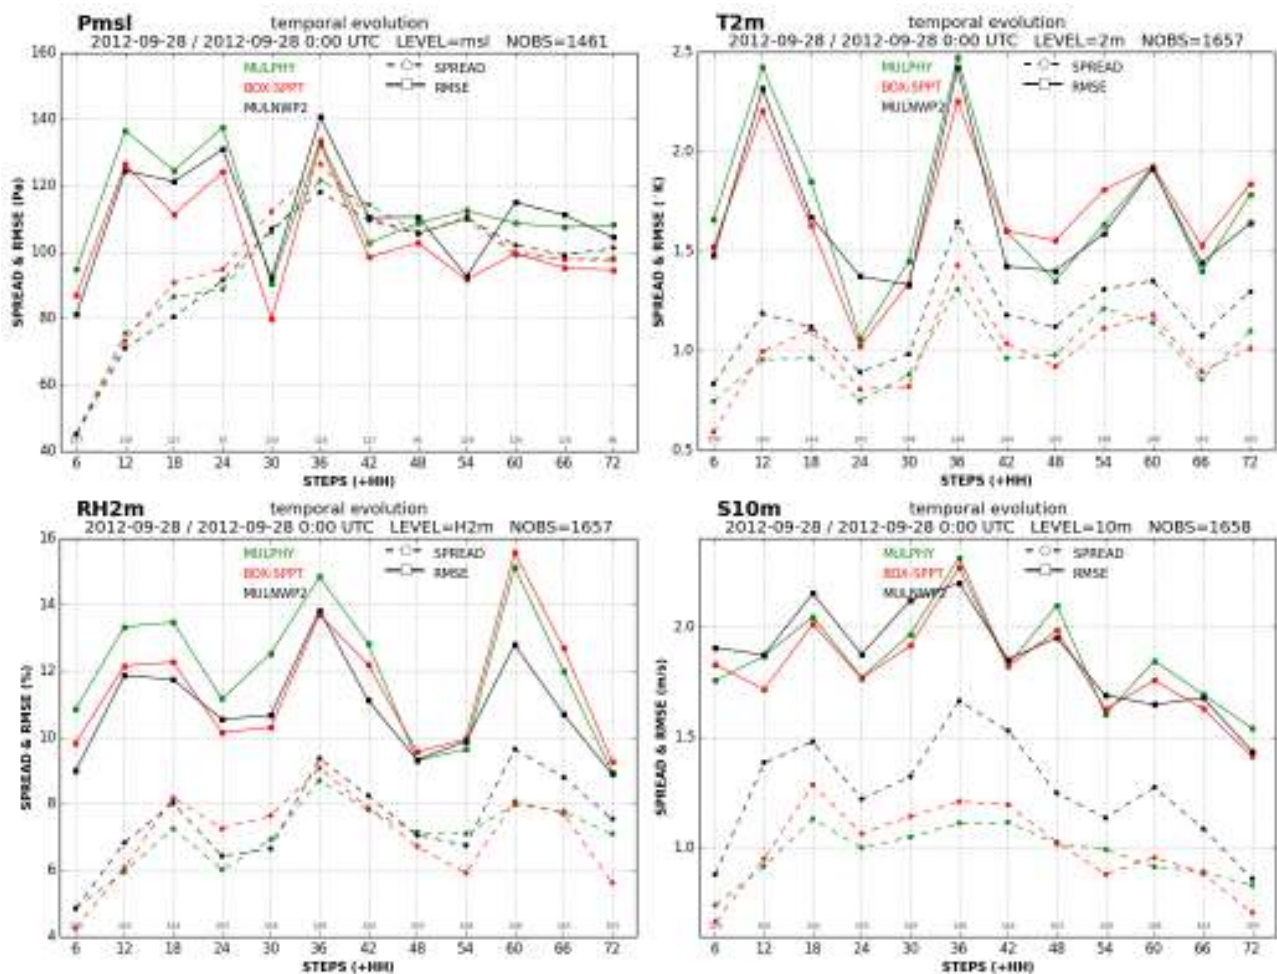 Pmsl
temporal evolution
2012-09-28 / 2012-09-28 0:00 UTC LEVEL=msl NOBS=1461
MULPHY
BOX-SPPT
MULNWP2
SPREAD
RMSE
160
140
120
100
80
60
40
SPREAD & RMSE (Pa)
6 12 18 24 30 36 42 48 54 60 66 72
STEPS (+HH)
T2m
temporal evolution
2012-09-28 / 2012-09-28 0:00 UTC LEVEL=2m NOBS=1657
MULPHY
BOX-SPPT
MULNWP2
SPREAD
RMSE
2.5
2.0
1.5
1.0
0.5
SPREAD & RMSE (°K)
6 12 18 24 30 36 42 48 54 60 66 72
STEPS (+HH)
RH2m
temporal evolution
2012-09-28 / 2012-09-28 0:00 UTC LEVEL=H2m NOBS=1657
MULPHY
BOX-SPPT
MULNWP2
SPREAD
RMSE
16
14
12
10
8
6
4
SPREAD & RMSE (%)
6 12 18 24 30 36 42 48 54 60 66 72
STEPS (+HH)
S10m
temporal evolution
2012-09-28 / 2012-09-28 0:00 UTC LEVEL=10m NOBS=1658
MULPHY
BOX-SPPT
MULNWP2
SPREAD
RMSE
2.0
1.5
1.0
SPREAD & RMSE (m/s)
6 12 18 24 30 36 42 48 54 60 66 72
STEPS (+HH)